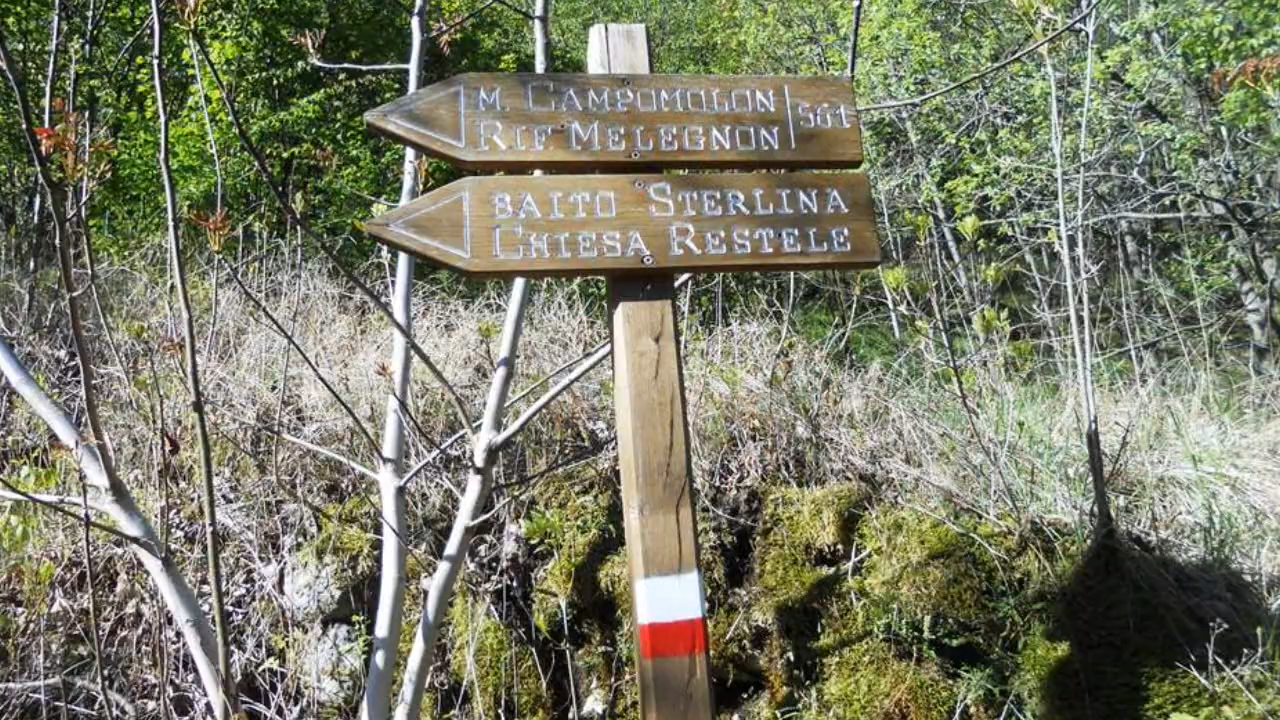 M. CAMPOMOLON 561
RIF MELEGNON
BAITO STERLINA
CHIESA RESTELE